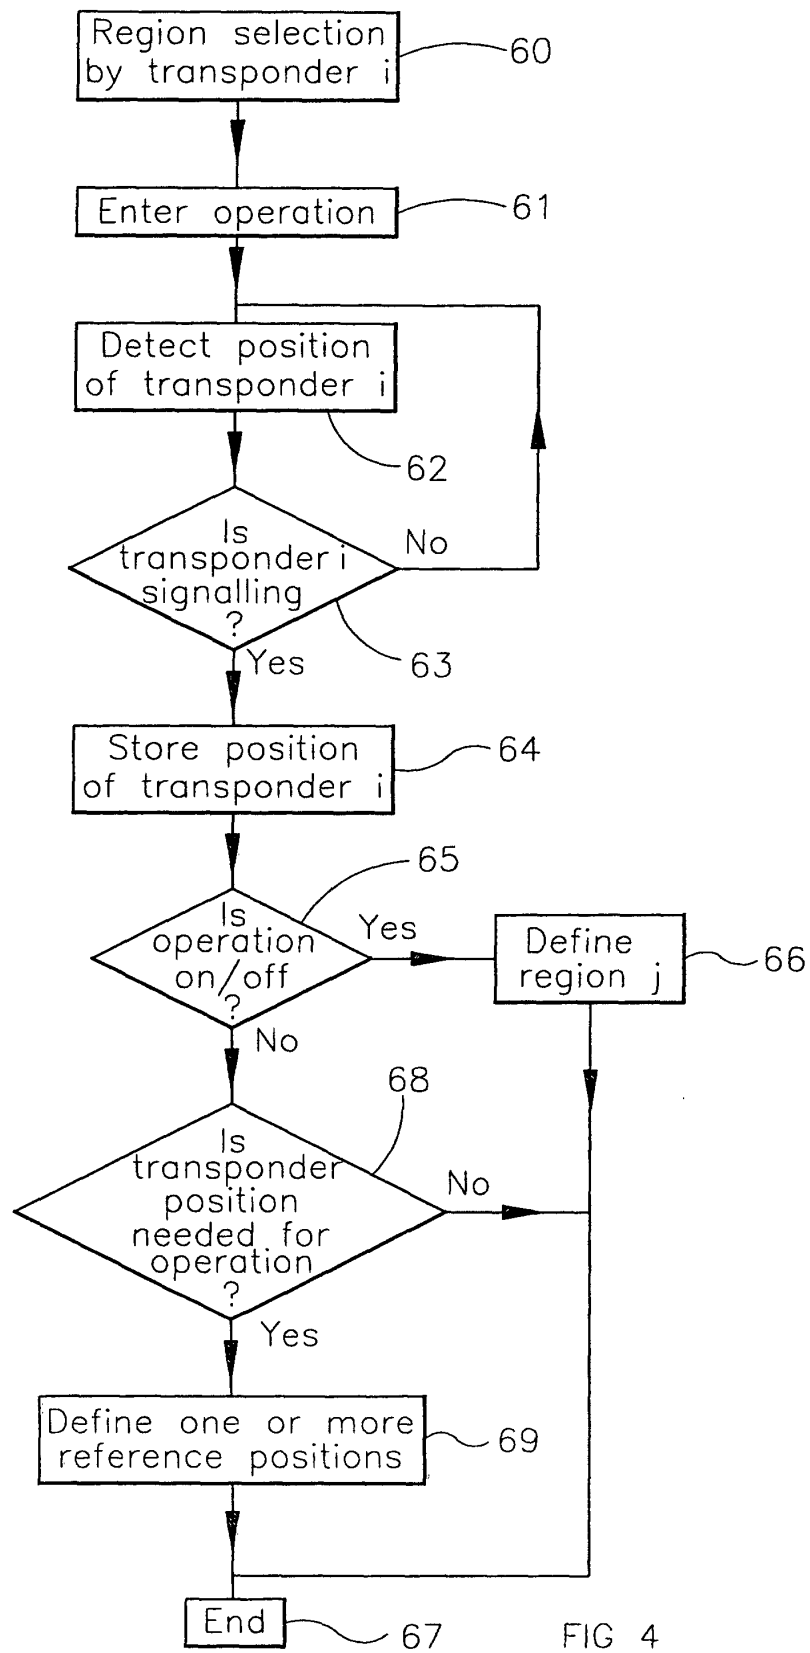 Region selection
by transponder i
60
Enter operation
61
Detect position
of transponder i
62
Is
transponder i
signalling
?
No
63
Yes
Store position
of transponder i
64
65
Is
operation
on/off
?
Yes
Define
region j
66
No
68
Is
transponder
position
needed for
operation
?
No
Yes
Define one or more
reference positions
69
End
67
FIG 4